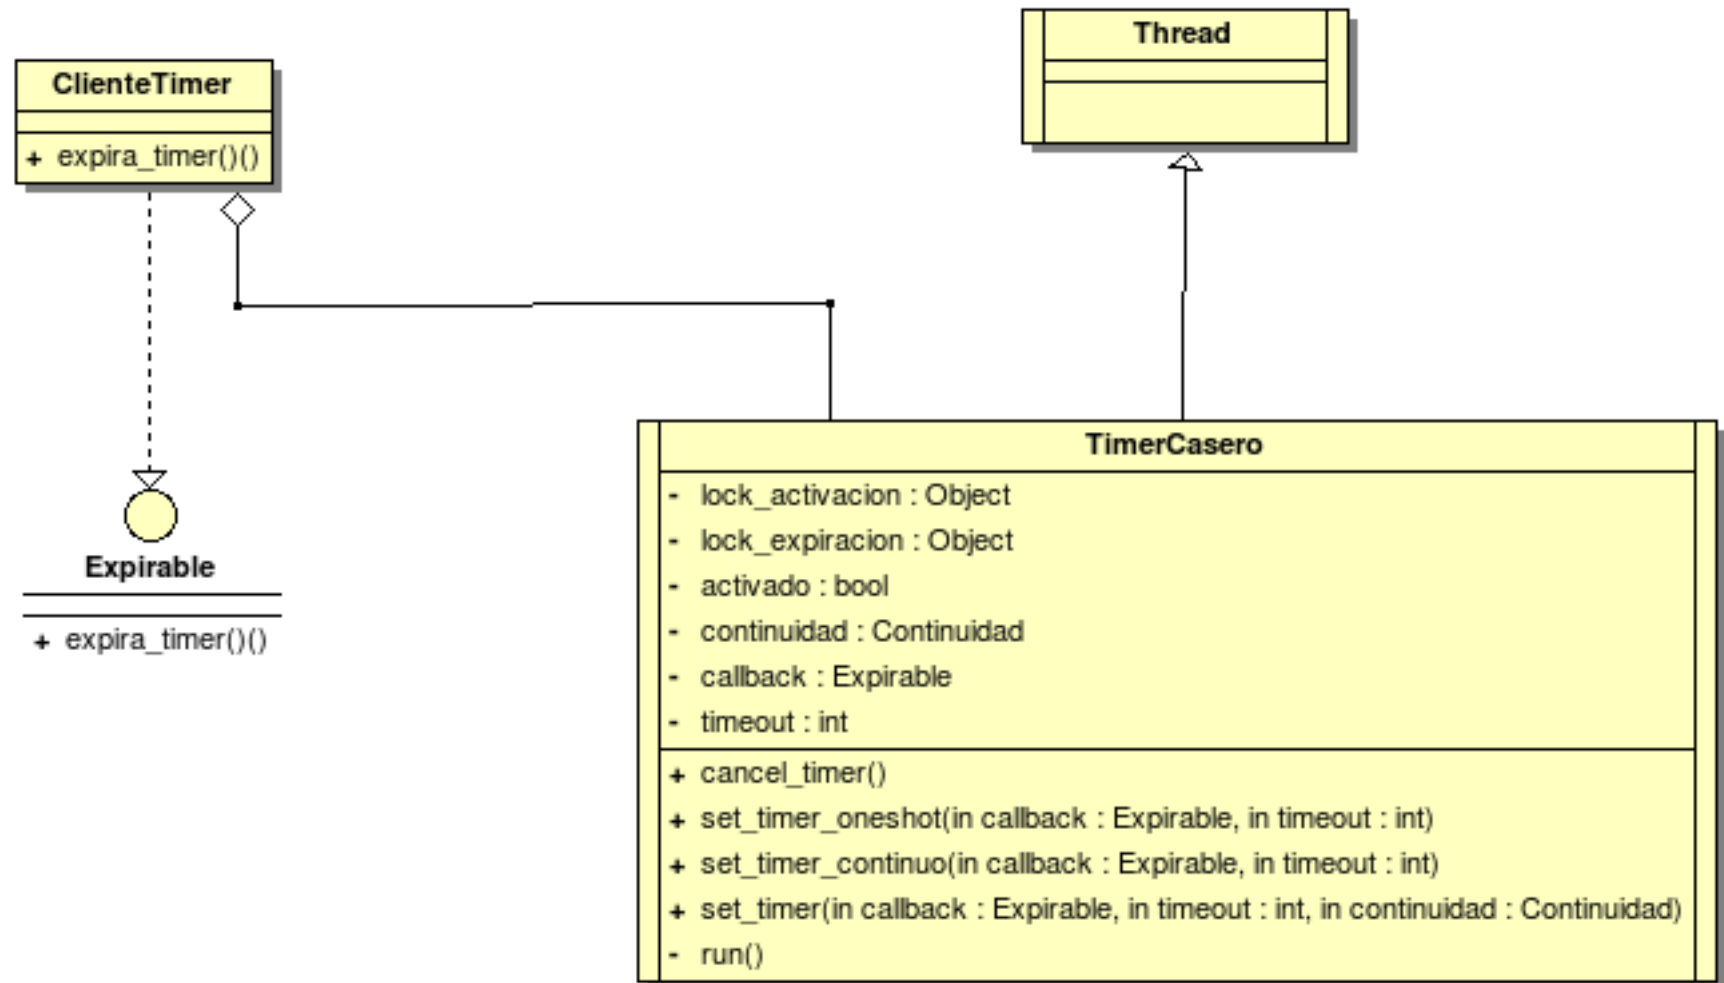 ClienteTimer
+ expira_timer()()
Thread
Expirable
+ expira_timer()()
TimerCasero
- lock_activacion : Object
- lock_expiracion : Object
- activado : bool
- continuidad : Continuidad
- callback : Expirable
- timeout : int
+ cancel_timer()
+ set_timer_oneshot(in callback : Expirable, in timeout : int)
+ set_timer_continuo(in callback : Expirable, in timeout : int)
+ set_timer(in callback : Expirable, in timeout : int, in continuidad : Continuidad)
- run()